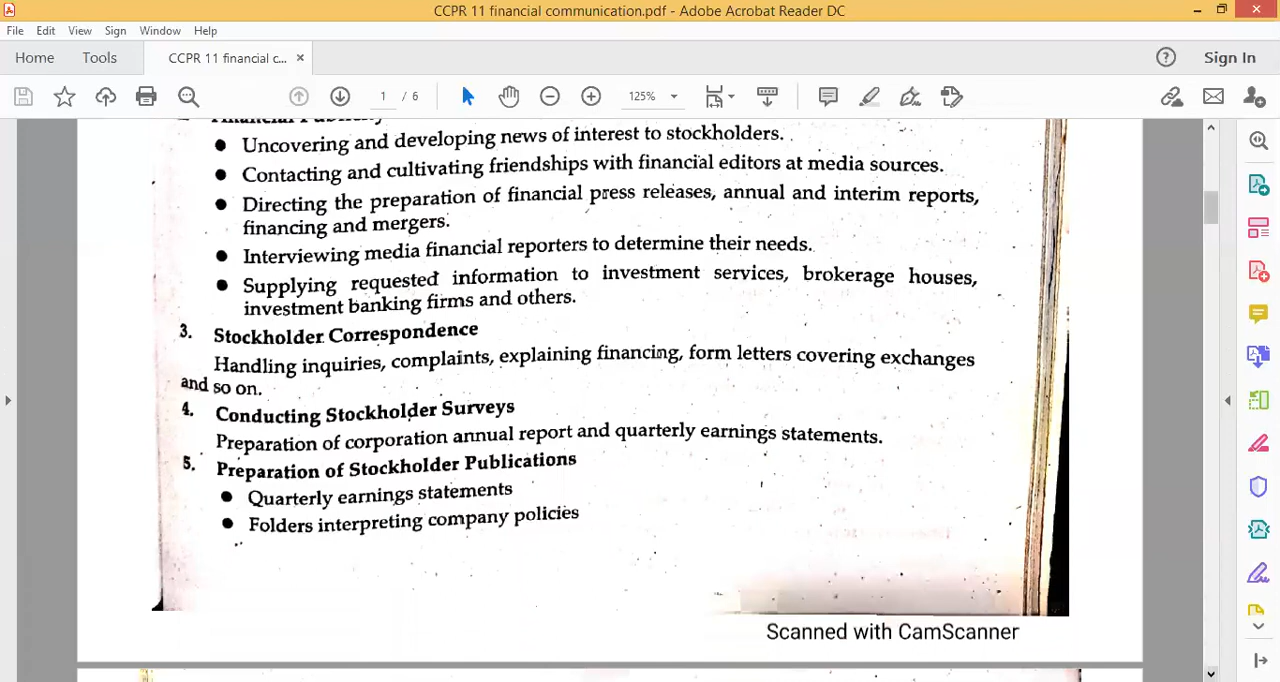 CCPR 11 financial communication.pdf - Adobe Acrobat Reader DC
File Edit View Sign Window Help
Home Tools CCPR 11 financial c... × Sign In
1 / 6 125%
Financial Publicity
● Uncovering and developing news of interest to stockholders.
● Contacting and cultivating friendships with financial editors at media sources.
● Directing the preparation of financial press releases, annual and interim reports,
financing and mergers.
● Interviewing media financial reporters to determine their needs.
● Supplying requested information to investment services, brokerage houses,
investment banking firms and others.
3. Stockholder Correspondence
Handling inquiries, complaints, explaining financing, form letters covering exchanges
and so on.
4. Conducting Stockholder Surveys
Preparation of corporation annual report and quarterly earnings statements.
5. Preparation of Stockholder Publications
● Quarterly earnings statements
● Folders interpreting company policies
Scanned with CamScanner